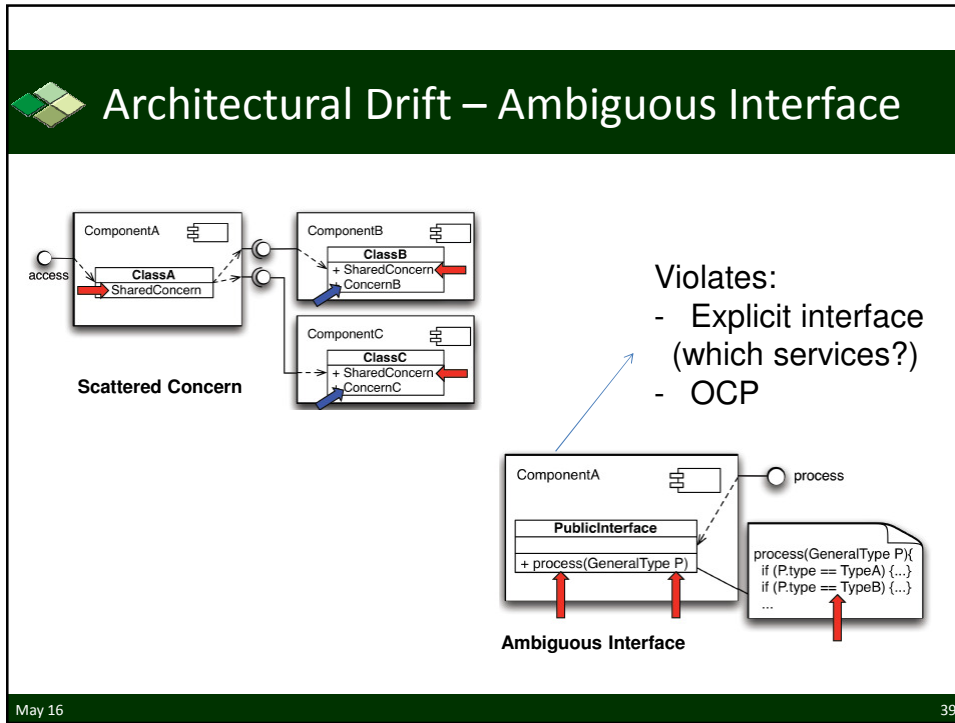 Architectural Drift – Ambiguous Interface
ComponentA
access
ClassA
SharedConcern
ComponentB
ClassB
+ SharedConcern
ConcernB
ComponentC
ClassC
+ SharedConcern
ConcernC
Scattered Concern
Violates:
- Explicit interface
(which services?)
- OCP
ComponentA
process
PublicInterface
+ process(GeneralType P)
process(GeneralType P){
if (P.type == TypeA) {...}
if (P.type == TypeB) {...}
...
Ambiguous Interface
May 16
39